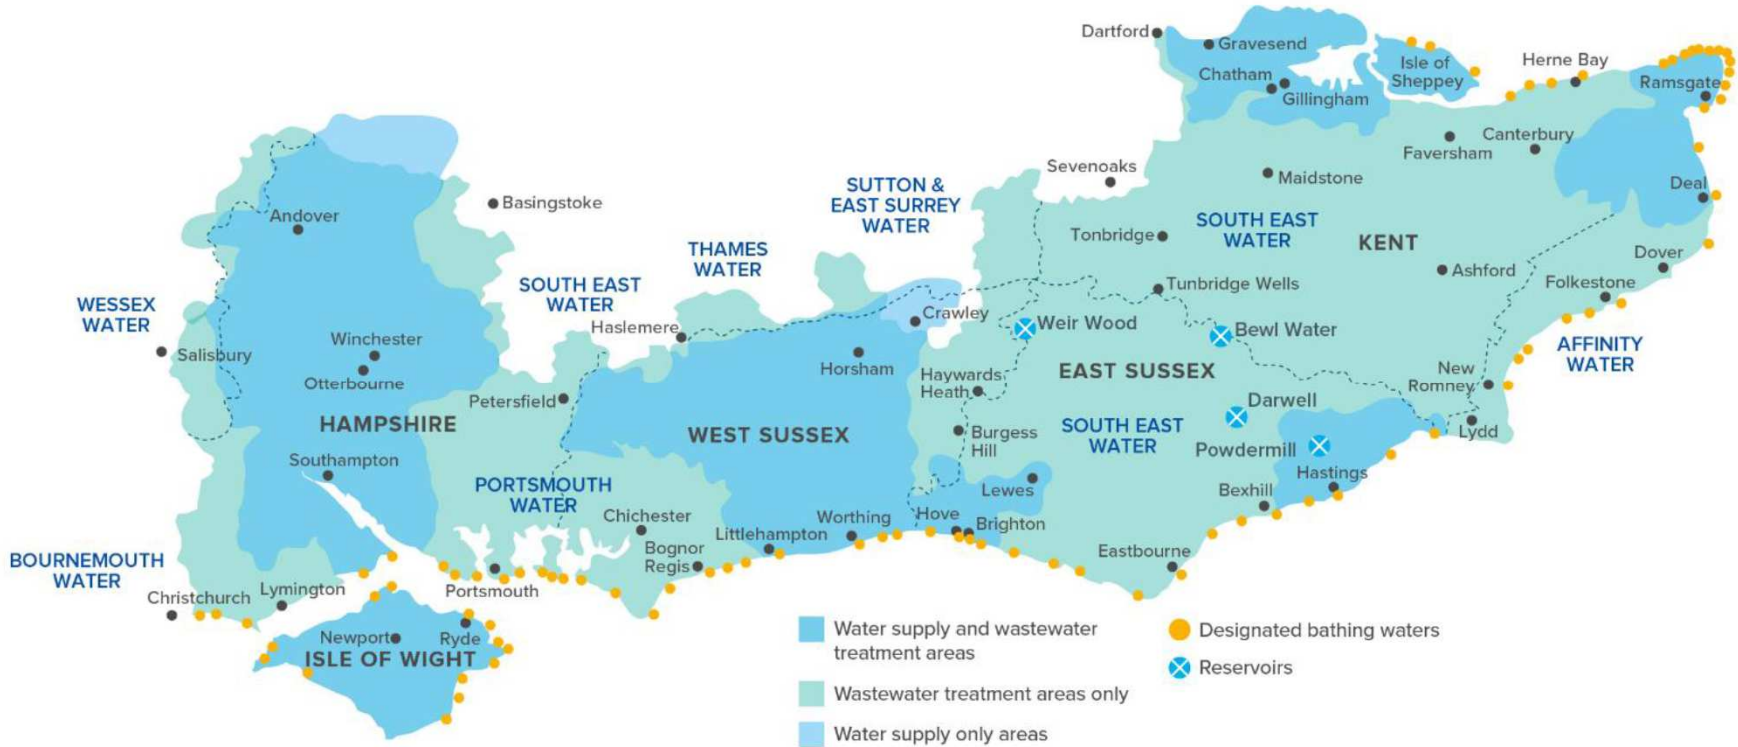 Dartford
Gravesend
Chatham
Gillingham
Isle of
Sheppey
Herne Bay
Ramsgate
Canterbury
Faversham
Sevenoaks
Maidstone
Deal
SUTTON &
EAST SURREY
WATER
Basingstoke
Andover
SOUTH EAST
WATER
KENT
Tonbridge
THAMES
WATER
Dover
Ashford
Folkestone
SOUTH EAST
WATER
Tunbridge Wells
WESSEX
WATER
Haslemere
Crawley
Weir Wood
Bewl Water
AFFINITY
WATER
Salisbury
Winchester
Otterbourne
Horsham
Haywards
Heath
EAST SUSSEX
New
Romney
Petersfield
Darwell
HAMPSHIRE
WEST SUSSEX
Burgess
Hill
SOUTH EAST
WATER
Lydd
Powdermill
Southampton
Hastings
PORTSMOUTH
WATER
Lewes
Bexhill
Chichester
Worthing
Hove
Brighton
Littlehampton
Bognor
Regis
Eastbourne
BOURNEMOUTH
WATER
Christchurch
Lymington
Portsmouth
Newport
Ryde
ISLE OF WIGHT
Water supply and wastewater
treatment areas
Wastewater treatment areas only
Water supply only areas
Designated bathing waters
Reservoirs